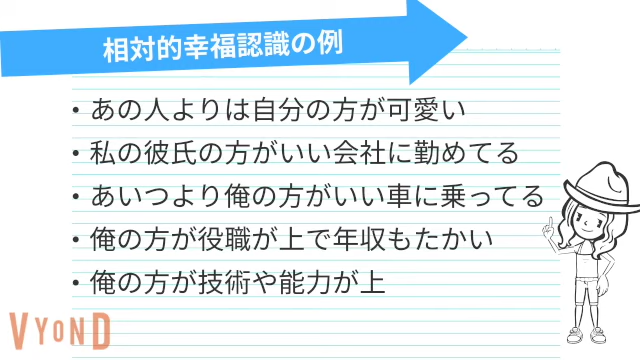 相対的幸福認識の例
• あの人よりは自分の方が可愛い
• 私の彼氏の方がいい会社に勤めてる
• あいつより俺の方がいい車に乗ってる
• 俺の方が役職が上で年収もたかい
• 俺の方が技術や能力が上
VYOND